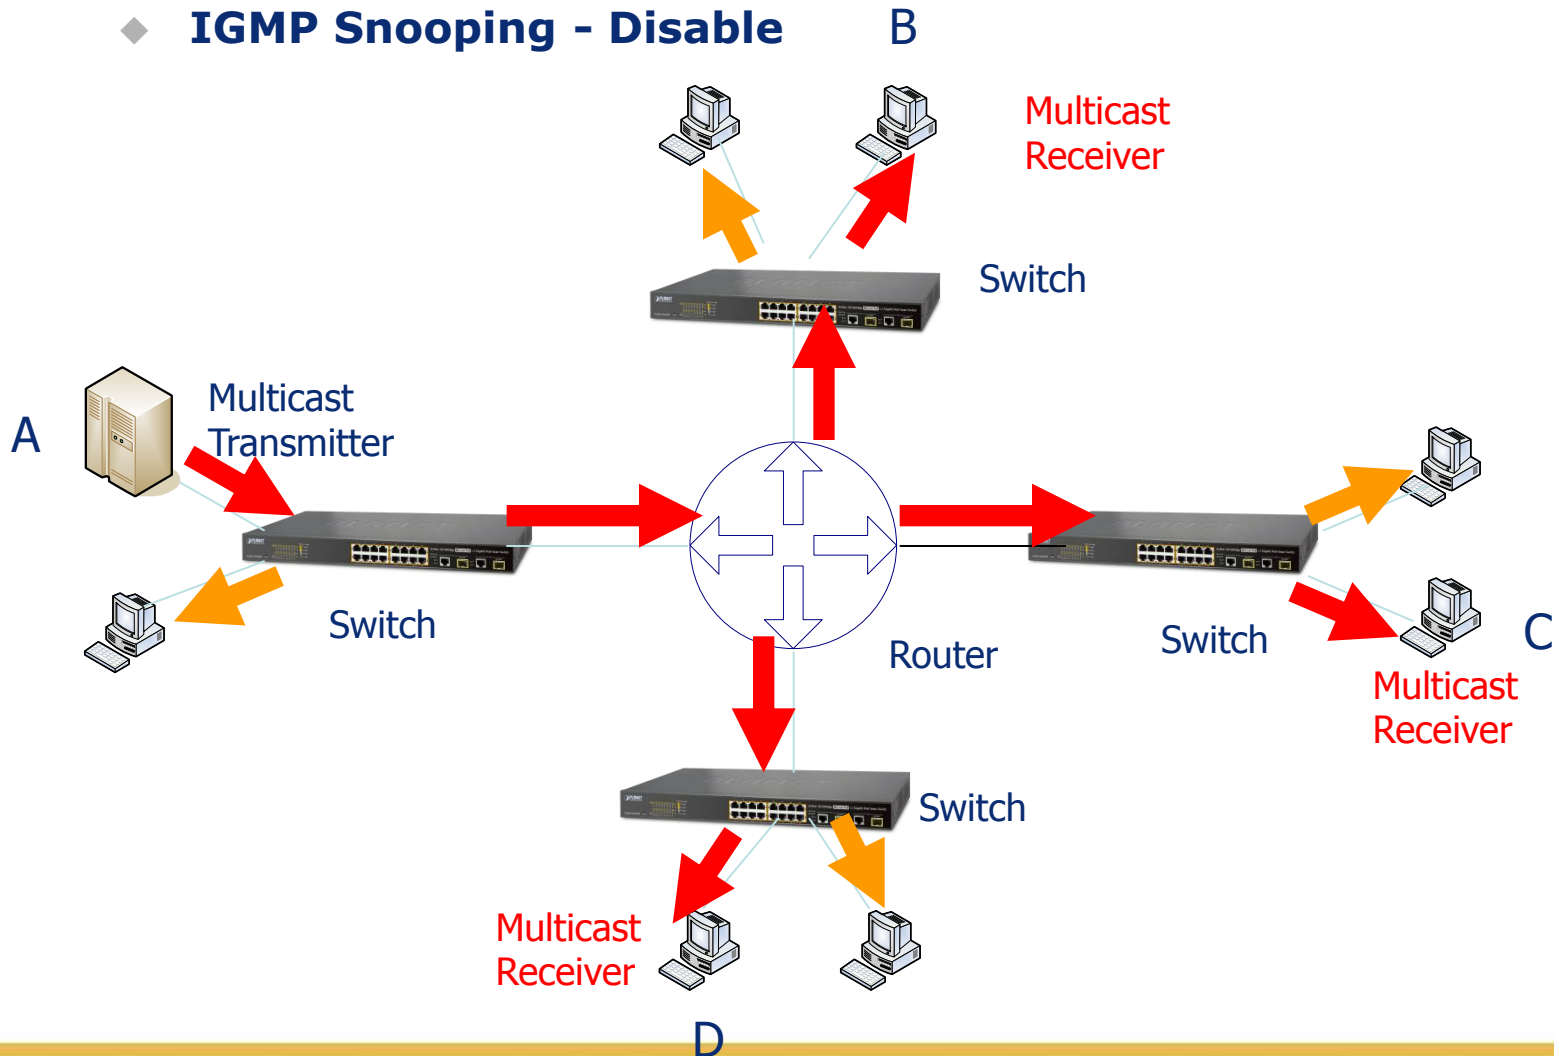 IGMP Snooping - Disable
B
Multicast
Receiver
Switch
A
Multicast
Transmitter
Switch
Router
Switch
C
Multicast
Receiver
Switch
Multicast
Receiver
D